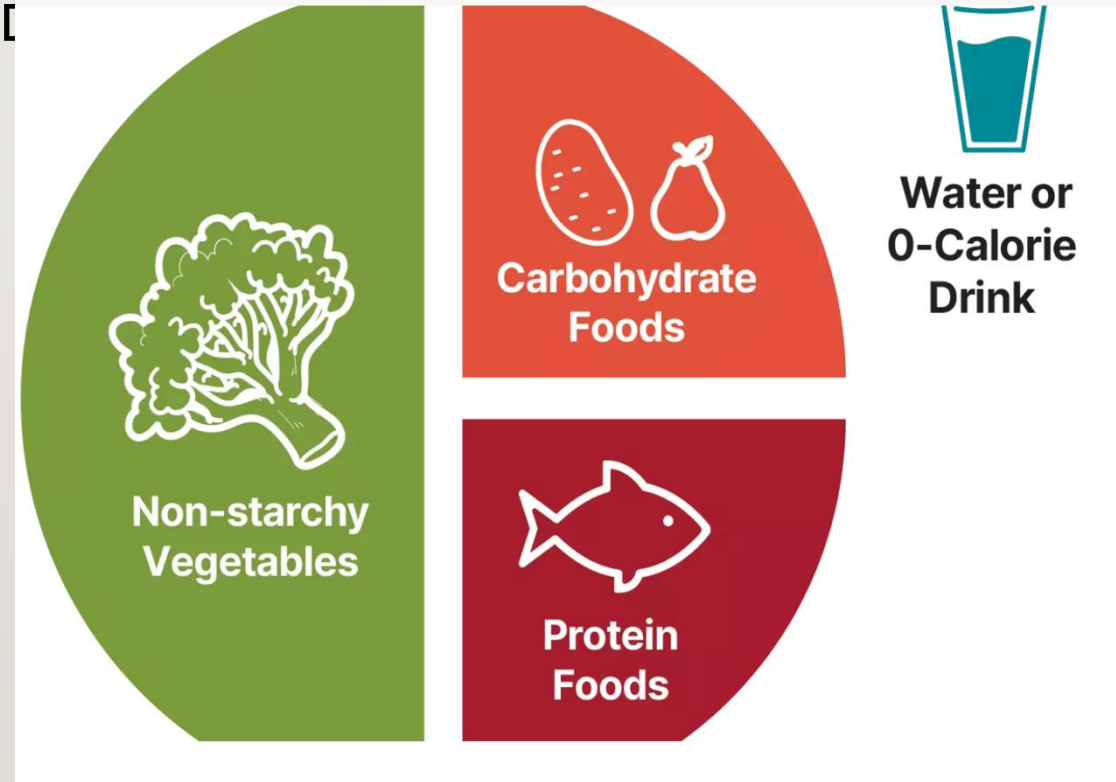 Non-starchy
Vegetables
Carbohydrate
Foods
Protein
Foods
Water or
0-Calorie
Drink